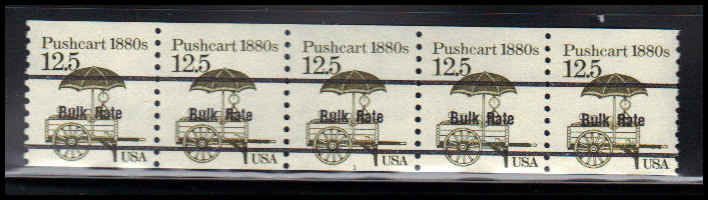 Pushcart 1880s Pushcart 1880s Pushcart 1880s Pushcart 1880s Pushcart 1880s
12.5 12.5 12.5 12.5 12.5
Bulk Rate Bulk Rate Bulk Rate Bulk Rate Bulk Rate
USA USA USA USA USA
1